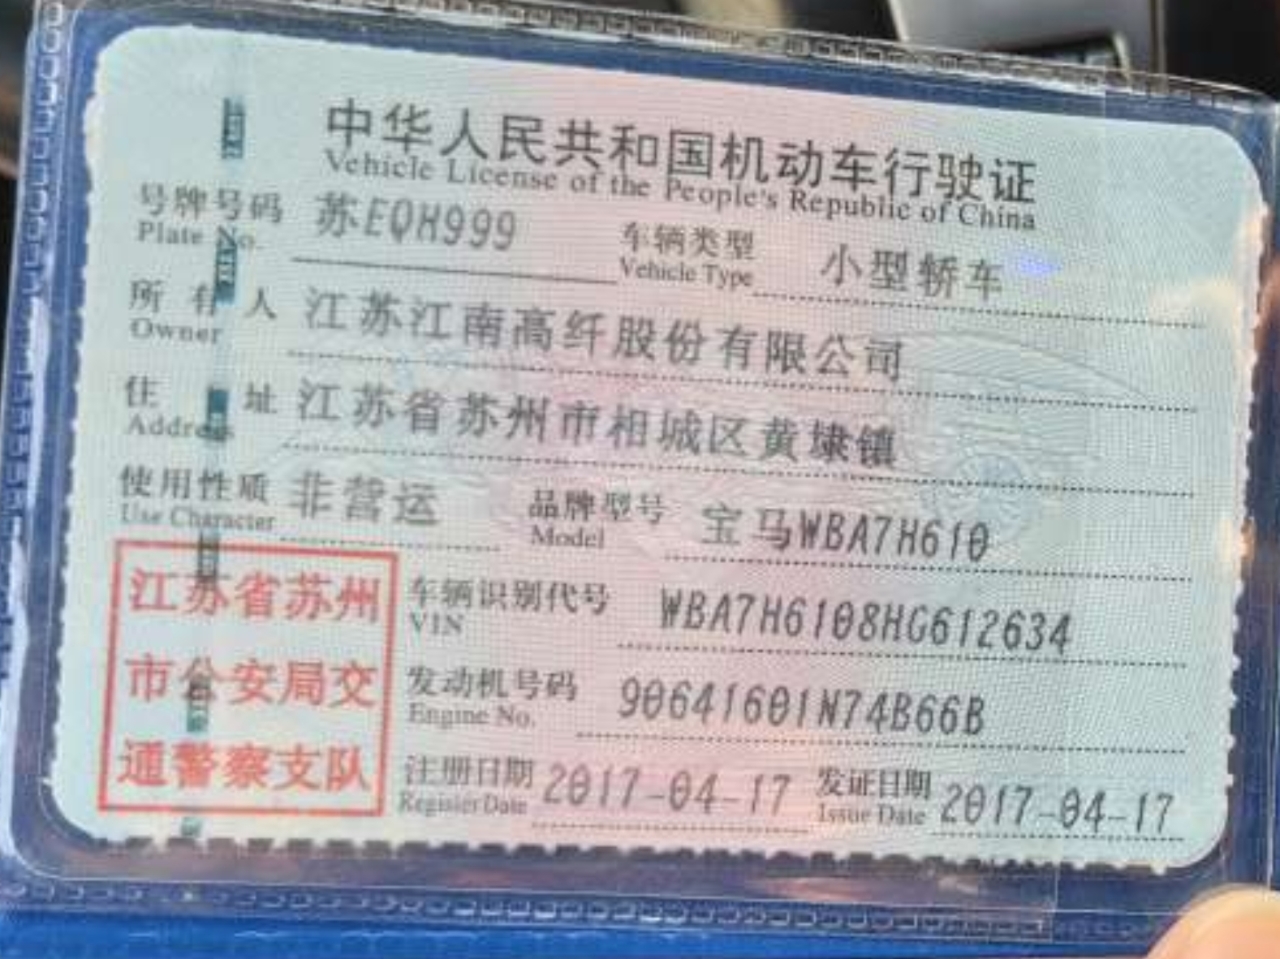 中华人民共和国机动车行驶证
Vehicle License of the People's Republic of China
号牌号码 苏EQH999 车辆类型 小型轿车
Plate No. Vehicle Type
所有人 江苏江南高纤股份有限公司
Owner
住址 江苏省苏州市相城区黄埭镇
Address
使用性质 非营运 品牌型号 宝马WBA7H610
Use Character Model
江苏省苏州
市公安局交
通警察支队
车辆识别代号 WBA7H6108HG612634
VIN
发动机号码 90641601N74B66B
Engine No.
注册日期 2017-04-17 发证日期 2017-04-17
Register Date Issue Date